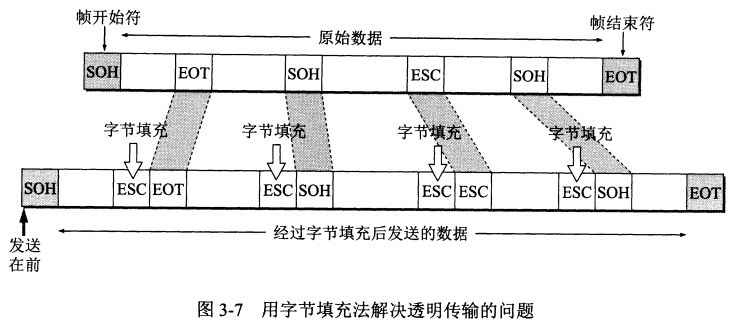 帧开始符
原始数据
帧结束符
SOH EOT SOH ESC SOH EOT
字节填充 字节填充 字节填充 字节填充
SOH ESC EOT ESC SOH ESC ESC ESC SOH EOT
发送
在前
经过字节填充后发送的数据
图 3-7 用字节填充法解决透明传输的问题